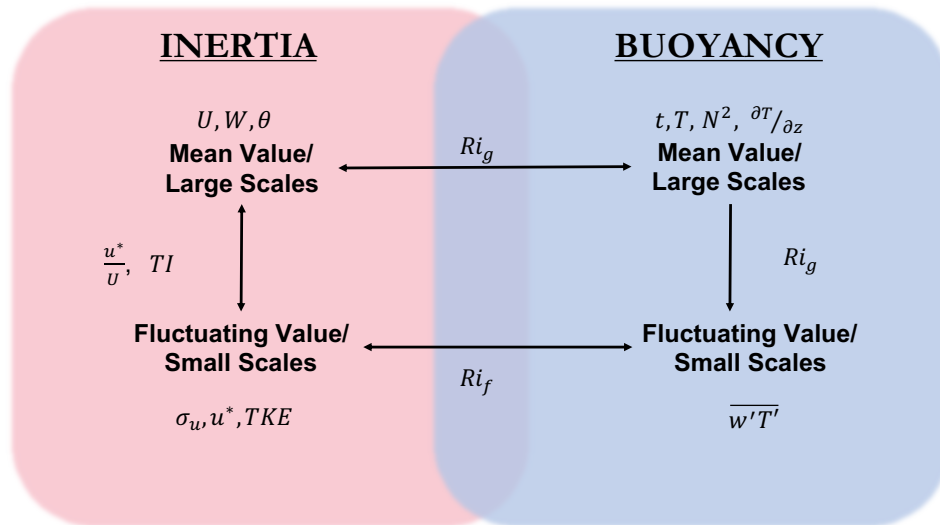 INERTIA
BUOYANCY
U, W, θ
Mean Value/
Large Scales
Ri_g
t, T, N², ∂T/∂z
Mean Value/
Large Scales
u*/U, TI
Ri_g
Fluctuating Value/
Small Scales
Ri_f
Fluctuating Value/
Small Scales
σ_u, u*, TKE
w′T′